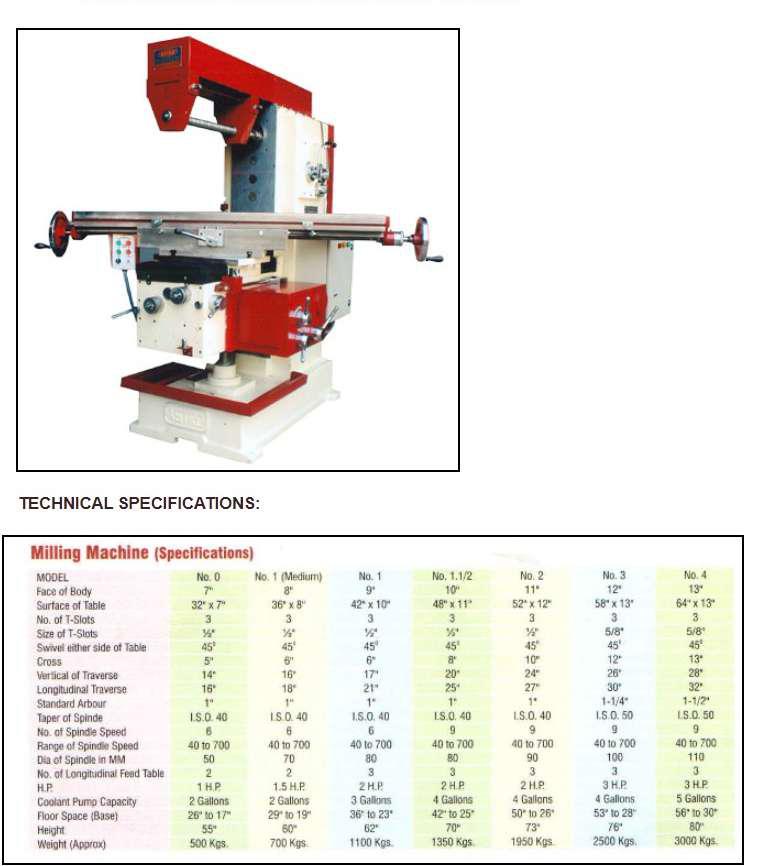 TECHNICAL SPECIFICATIONS:
Milling Machine (Specifications)
MODEL No. 0 No. 1 (Medium) No. 1 No. 1.1/2 No. 2 No. 3 No. 4
Face of Body 7" 8" 9" 10" 11" 12" 13"
Surface of Table 32" x 7" 36" x 8" 42" x 10" 48" x 11" 52" x 12" 58" x 13" 64" x 13"
No. of T-Slots 3 3 3 3 3 3 3
Size of T-Slots ½" ½" ½" ½" ½" 5/8" 5/8"
Swivel either side of Table 45° 45° 45° 45° 45° 45° 45°
Cross 5" 6" 6" 8" 10" 12" 13"
Vertical of Traverse 14" 16" 17" 20" 24" 26" 28"
Longitudinal Traverse 16" 18" 21" 25" 27" 30" 32"
Standard Arbour 1" 1" 1" 1" 1" 1-1/4" 1-1/2"
Taper of Spinde I.S.O. 40 I.S.O. 40 I.S.O. 40 I.S.O. 40 I.S.O. 40 I.S.O. 50 I.S.O. 50
No. of Spindle Speed 6 6 6 9 9 9 9
Range of Spindle Speed 40 to 700 40 to 700 40 to 700 40 to 700 40 to 700 40 to 700 40 to 700
Dia of Spindle in MM 50 70 80 80 90 100 110
No. of Longitudinal Feed Table 2 2 3 3 3 3 3
H.P. 1 H.P. 1.5 H.P. 2 H.P. 2 H.P. 2 H.P. 3 H.P. 3 H.P.
Coolant Pump Capacity 2 Gallons 2 Gallons 3 Gallons 4 Gallons 4 Gallons 4 Gallons 5 Gallons
Floor Space (Base) 26" to 17" 29" to 19" 36" to 23" 42" to 25" 50" to 26" 53" to 28" 56" to 30"
Height 55" 60" 62" 70" 73" 76" 80"
Weight (Approx) 500 Kgs. 700 Kgs. 1100 Kgs. 1350 Kgs. 1950 Kgs. 2500 Kgs. 3000 Kgs.